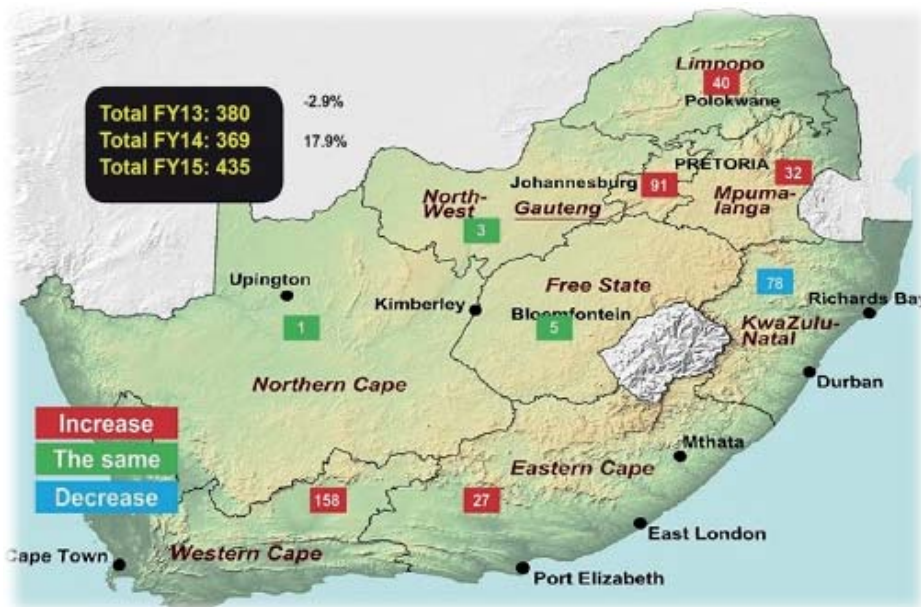 Total FY13: 380
-2.9%
Total FY14: 369
17.9%
Total FY15: 435
Limpopo
40
Polokwane
PRETORIA
32
Johannesburg
91
Mpuma-
langa
North-
West
Gauteng
3
Upington
Kimberley
Free State
78
Richards Bay
1
Bloemfontein
5
KwaZulu-
Natal
Northern Cape
Durban
Increase
The same
Decrease
Mthata
Eastern Cape
158
27
East London
Western Cape
Cape Town
Port Elizabeth